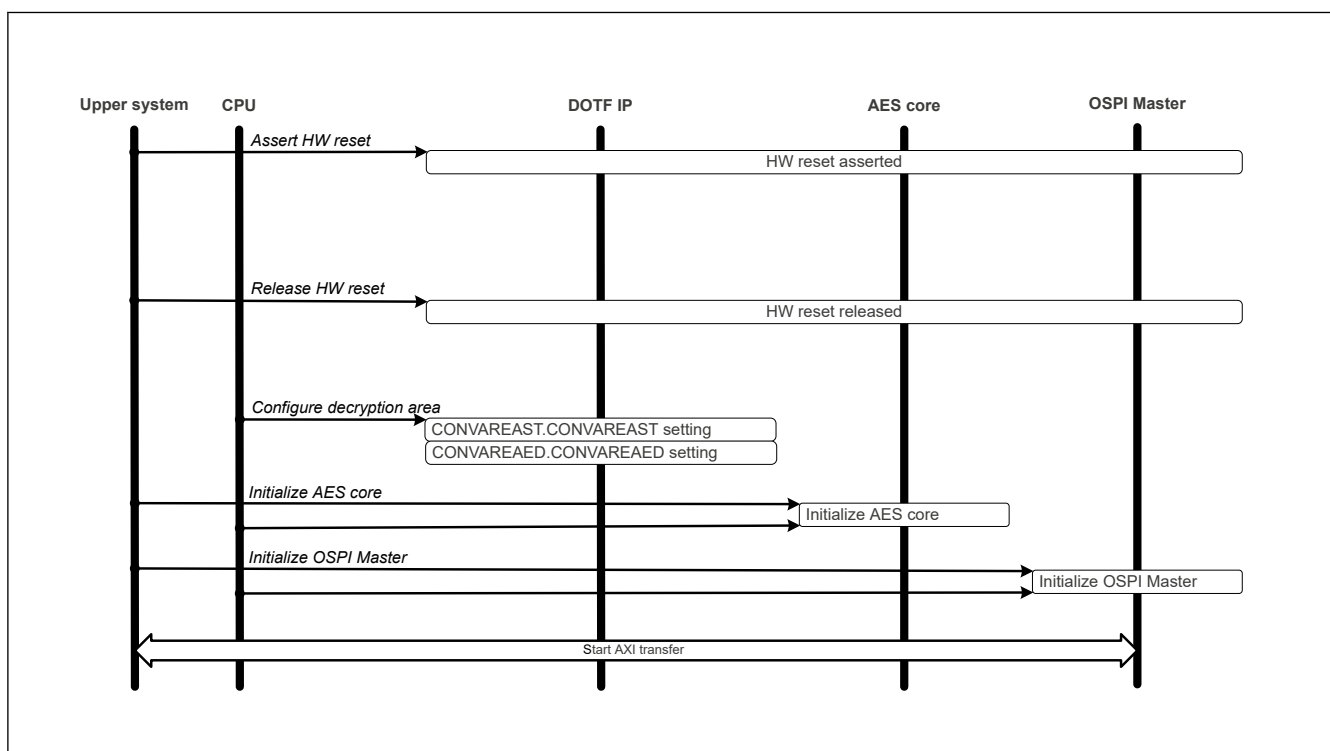 Upper system CPU DOTF IP AES core OSPI Master
Assert HW reset
HW reset asserted
Release HW reset
HW reset released
Configure decryption area
CONVAREAST.CONVAREAST setting
CONVAREAED.CONVAREAED setting
Initialize AES core
Initialize AES core
Initialize OSPI Master
Initialize OSPI Master
Start AXI transfer